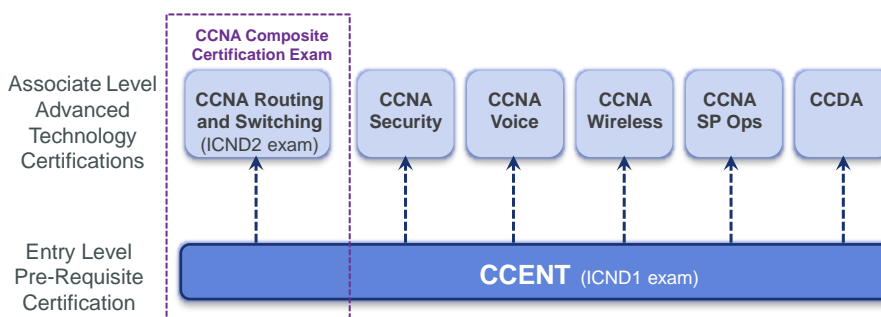 CCNA Composite
Certification Exam
Associate Level
Advanced
Technology
Certifications
CCNA Routing
and Switching
(ICND2 exam)
CCNA
Security
CCNA
Voice
CCNA
Wireless
CCNA
SP Ops
CCDA
Entry Level
Pre-Requisite
Certification
CCENT (ICND1 exam)